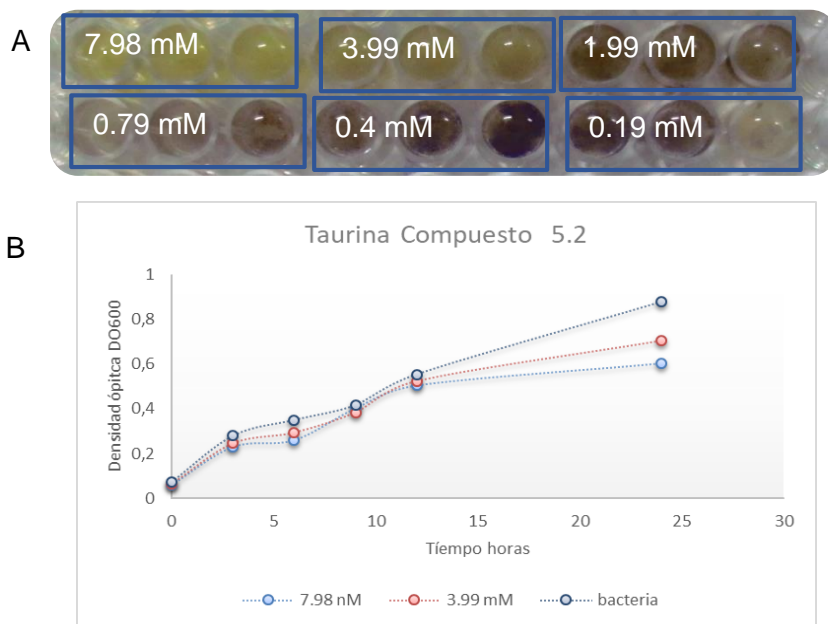 A
7.98 mM 3.99 mM 1.99 mM
0.79 mM 0.4 mM 0.19 mM
B
Taurina Compuesto 5.2
Densidad ópitca DO600
1
0,8
0,6
0,4
0,2
0
0 5 10 15 20 25 30
Tíempo horas
7.98 nM 3.99 mM bacteria